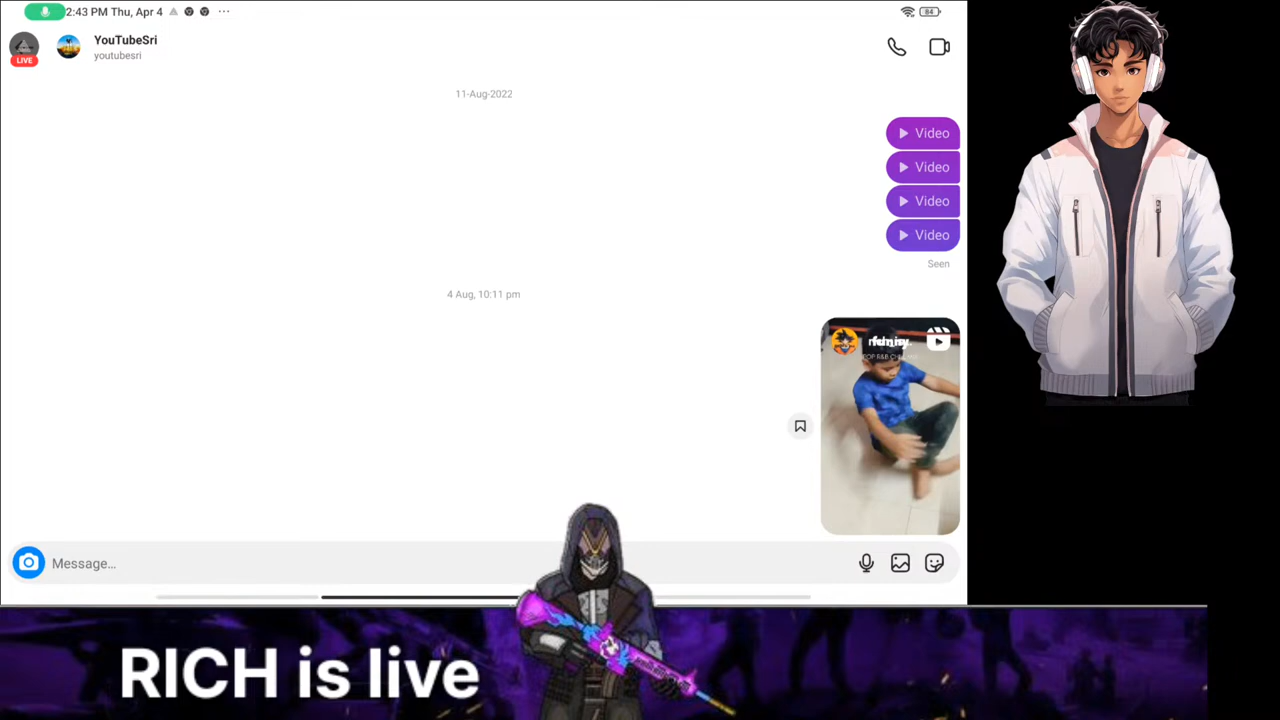 2:43 PM Thu, Apr 4
84
LIVE
YouTubeSri
youtubesri
11-Aug-2022
Video
Video
Video
Video
Seen
4 Aug, 10:11 pm
Message…
RICH is live